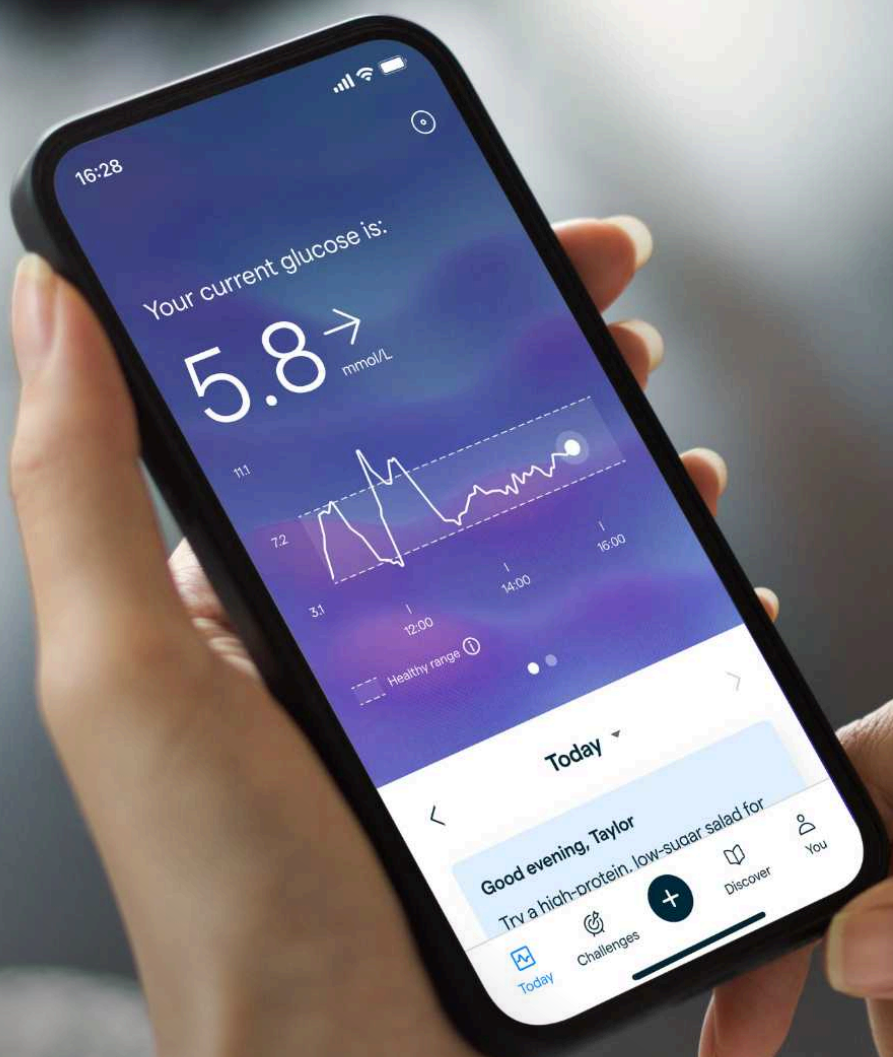 16:28
Your current glucose is:
5.8
mmol/L
11.1
7.2
3.1
12:00
14:00
16:00
Healthy range
Today
Good evening, Taylor
Try a high-protein, low-sugar salad for
Today
Challenges
Discover
You